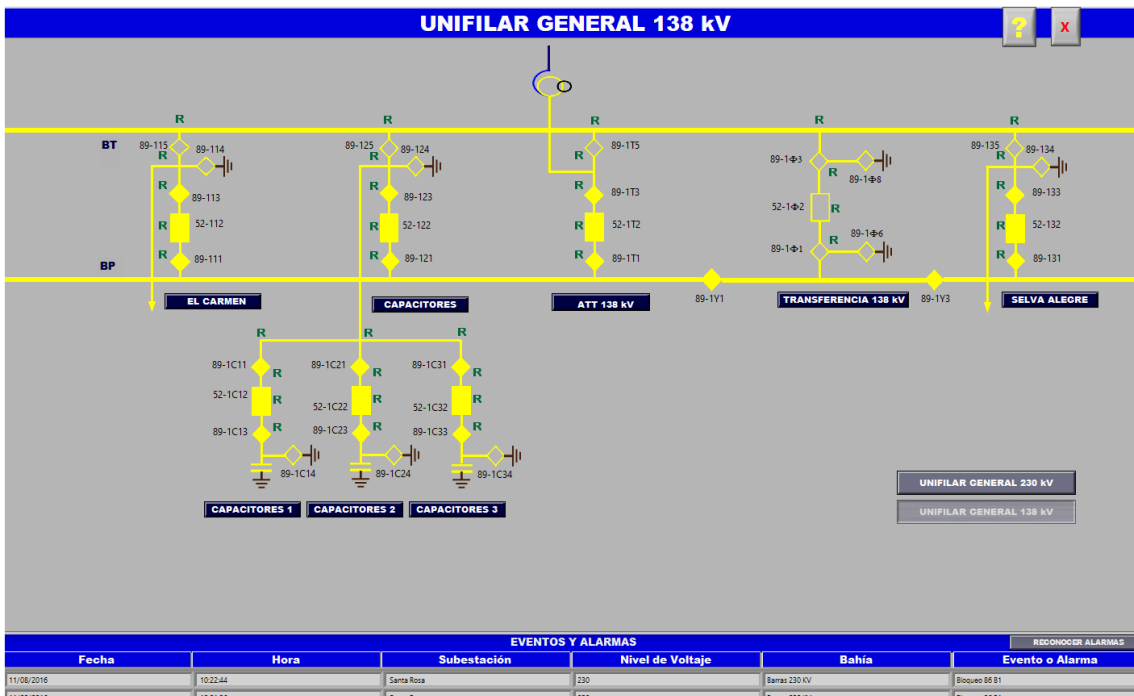 UNIFILAR GENERAL 138 kV
?
X
R R R R R
BT 89-115 R 89-114 89-125 R 89-124 R 89-1T5 89-1Φ3 R 89-1Φ8 89-135 R 89-134
R 89-113 R 89-123 R 89-1T3 R 89-133
R 52-112 R 52-122 R 52-1T2 52-1Φ2 R R 52-132
BP R 89-111 R 89-121 R 89-1T1 89-1Φ1 R 89-1Φ6 R 89-131
EL CARMEN CAPACITORES ATT 138 kV 89-1Y1 TRANSFERENCIA 138 kV 89-1Y3 SELVA ALEGRE
R R R
89-1C11 R 89-1C21 R 89-1C31 R
52-1C12 R 52-1C22 R 52-1C32 R
89-1C13 R 89-1C23 R 89-1C33 R
89-1C14 89-1C24 89-1C34
CAPACITORES 1 CAPACITORES 2 CAPACITORES 3
UNIFILAR GENERAL 230 kV
UNIFILAR GENERAL 138 kV
EVENTOS Y ALARMAS RECONOCER ALARMAS
Fecha Hora Subestación Nivel de Voltaje Bahía Evento o Alarma
11/08/2016 10:22:44 Santa Rosa 230 Barras 230 KV Bloqueo 86 B1